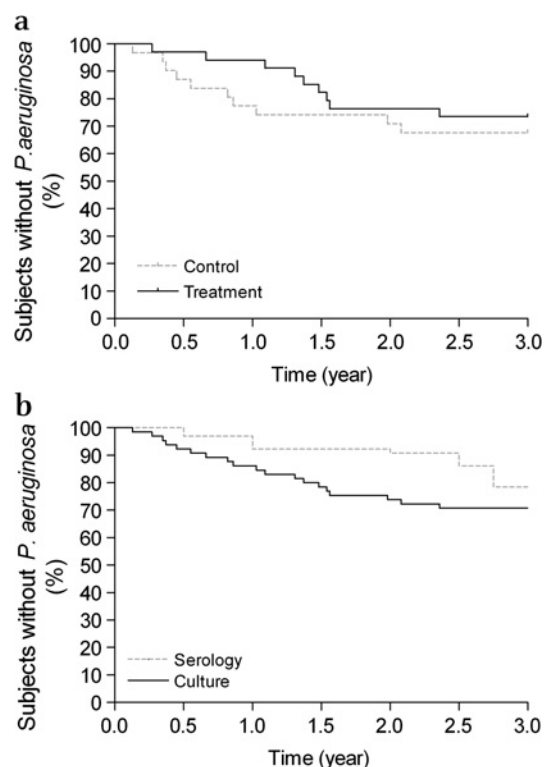 a
Subjects without P.aeruginosa
(%)
100
90
80
70
60
50
40
30
20
10
0
Control
Treatment
0.0 0.5 1.0 1.5 2.0 2.5 3.0
Time (year)
b
Subjects without P. aeruginosa
(%)
100
90
80
70
60
50
40
30
20
10
0
Serology
Culture
0.0 0.5 1.0 1.5 2.0 2.5 3.0
Time (year)